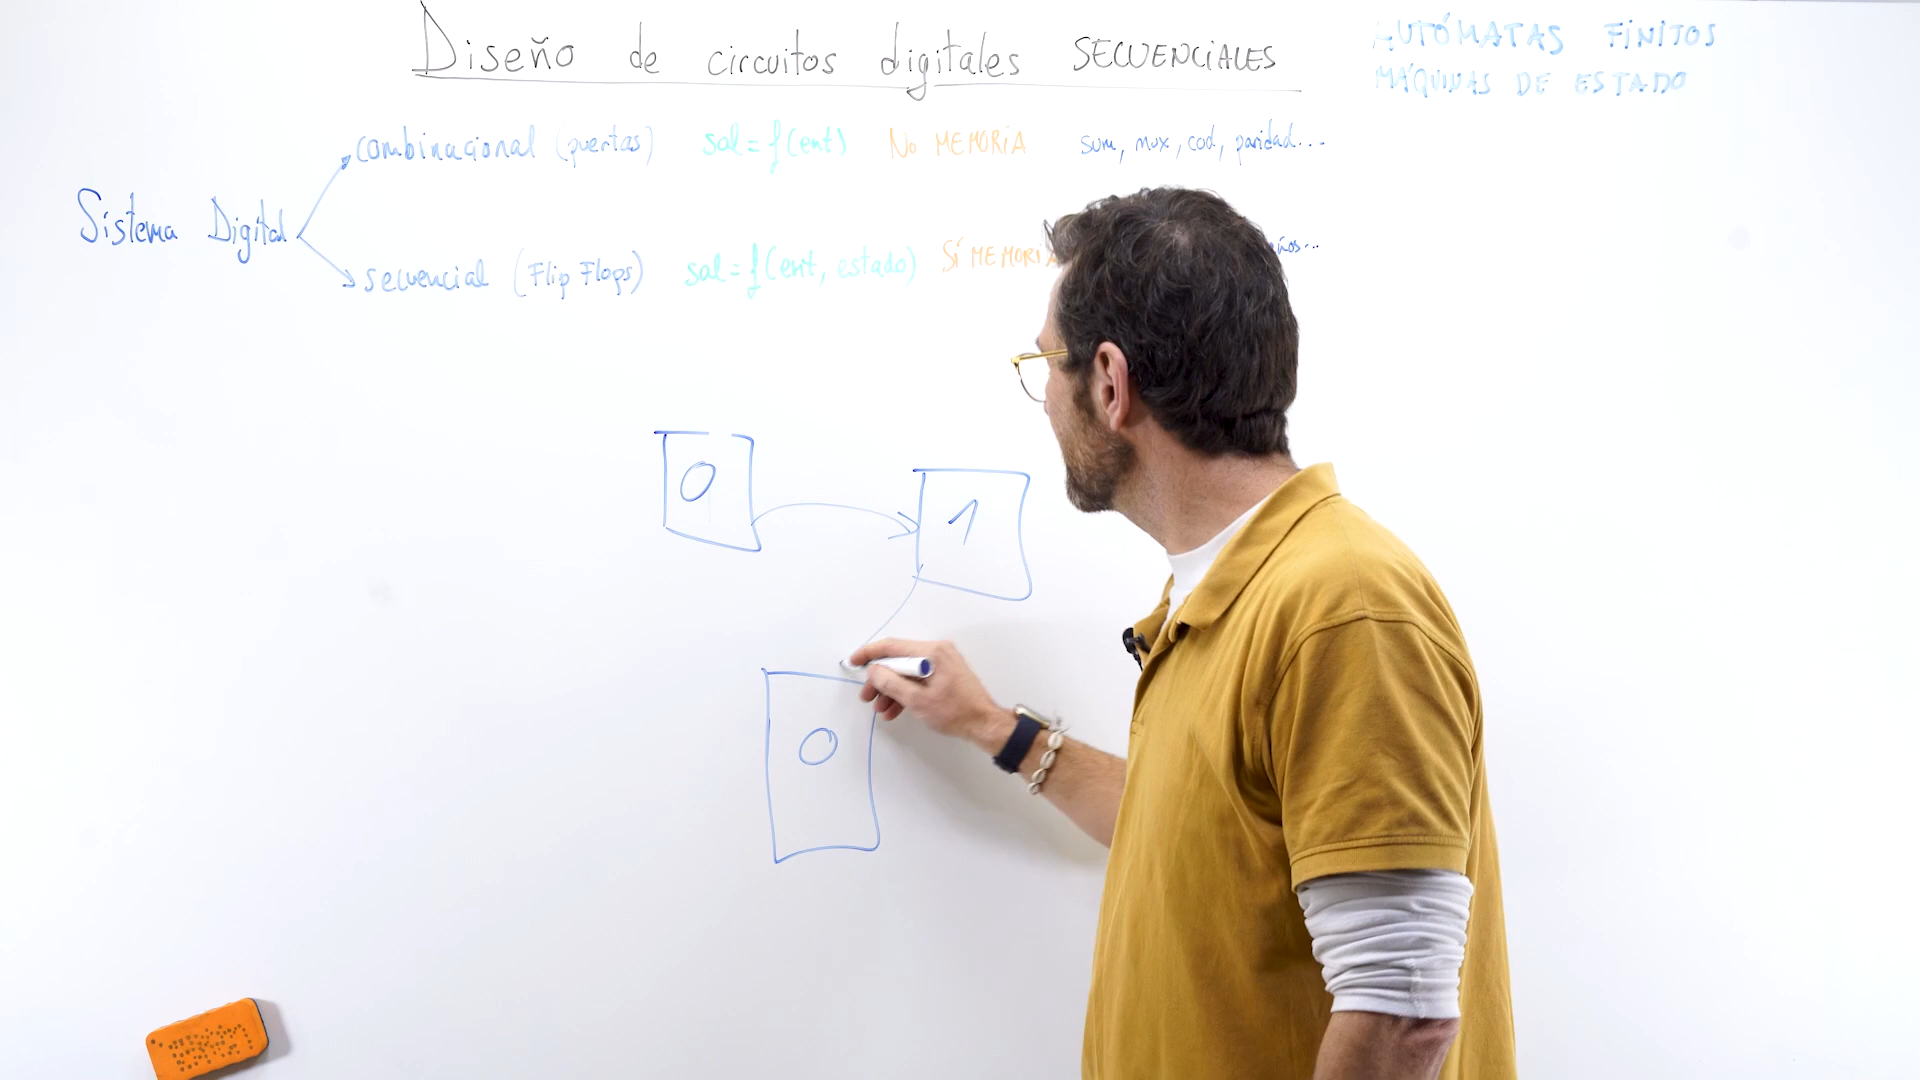 Diseño de circuitos digitales SECUENCIALES
AUTÓMATAS FINITOS
MÁQUINAS DE ESTADO
combinacional (puertas) sal = f(ent) No MEMORIA sum, mux, cod, paridad...
Sistema Digital
secuencial (Flip Flops) sal = f(ent, estado) Sí MEMORIA
0
1
0